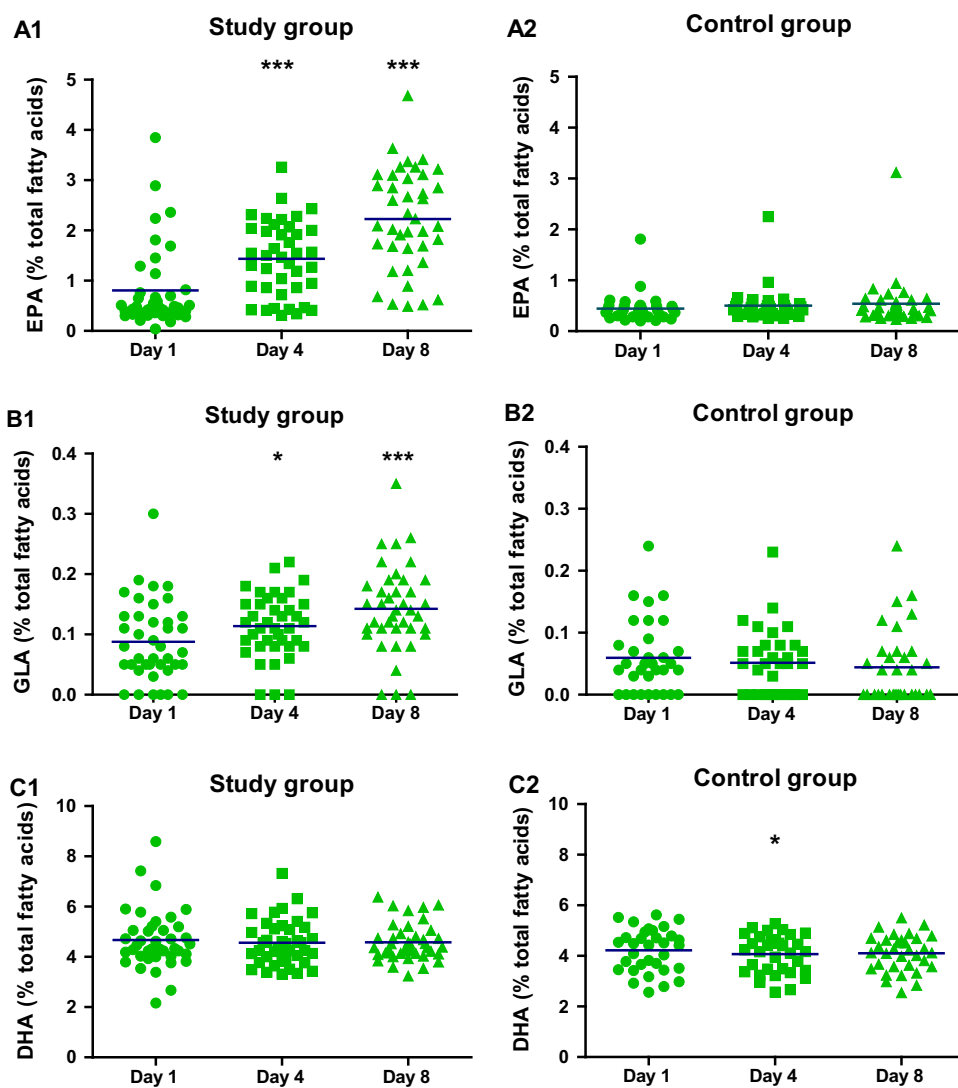 A1
Study group
*** ***
EPA (% total fatty acids)
5
4
3
2
1
0
Day 1 Day 4 Day 8
A2
Control group
EPA (% total fatty acids)
5
4
3
2
1
0
Day 1 Day 4 Day 8
B1
Study group
* ***
GLA (% total fatty acids)
0.4
0.3
0.2
0.1
0.0
Day 1 Day 4 Day 8
B2
Control group
GLA (% total fatty acids)
0.4
0.3
0.2
0.1
0.0
Day 1 Day 4 Day 8
C1
Study group
DHA (% total fatty acids)
10
8
6
4
2
0
Day 1 Day 4 Day 8
C2
Control group
*
DHA (% total fatty acids)
10
8
6
4
2
0
Day 1 Day 4 Day 8